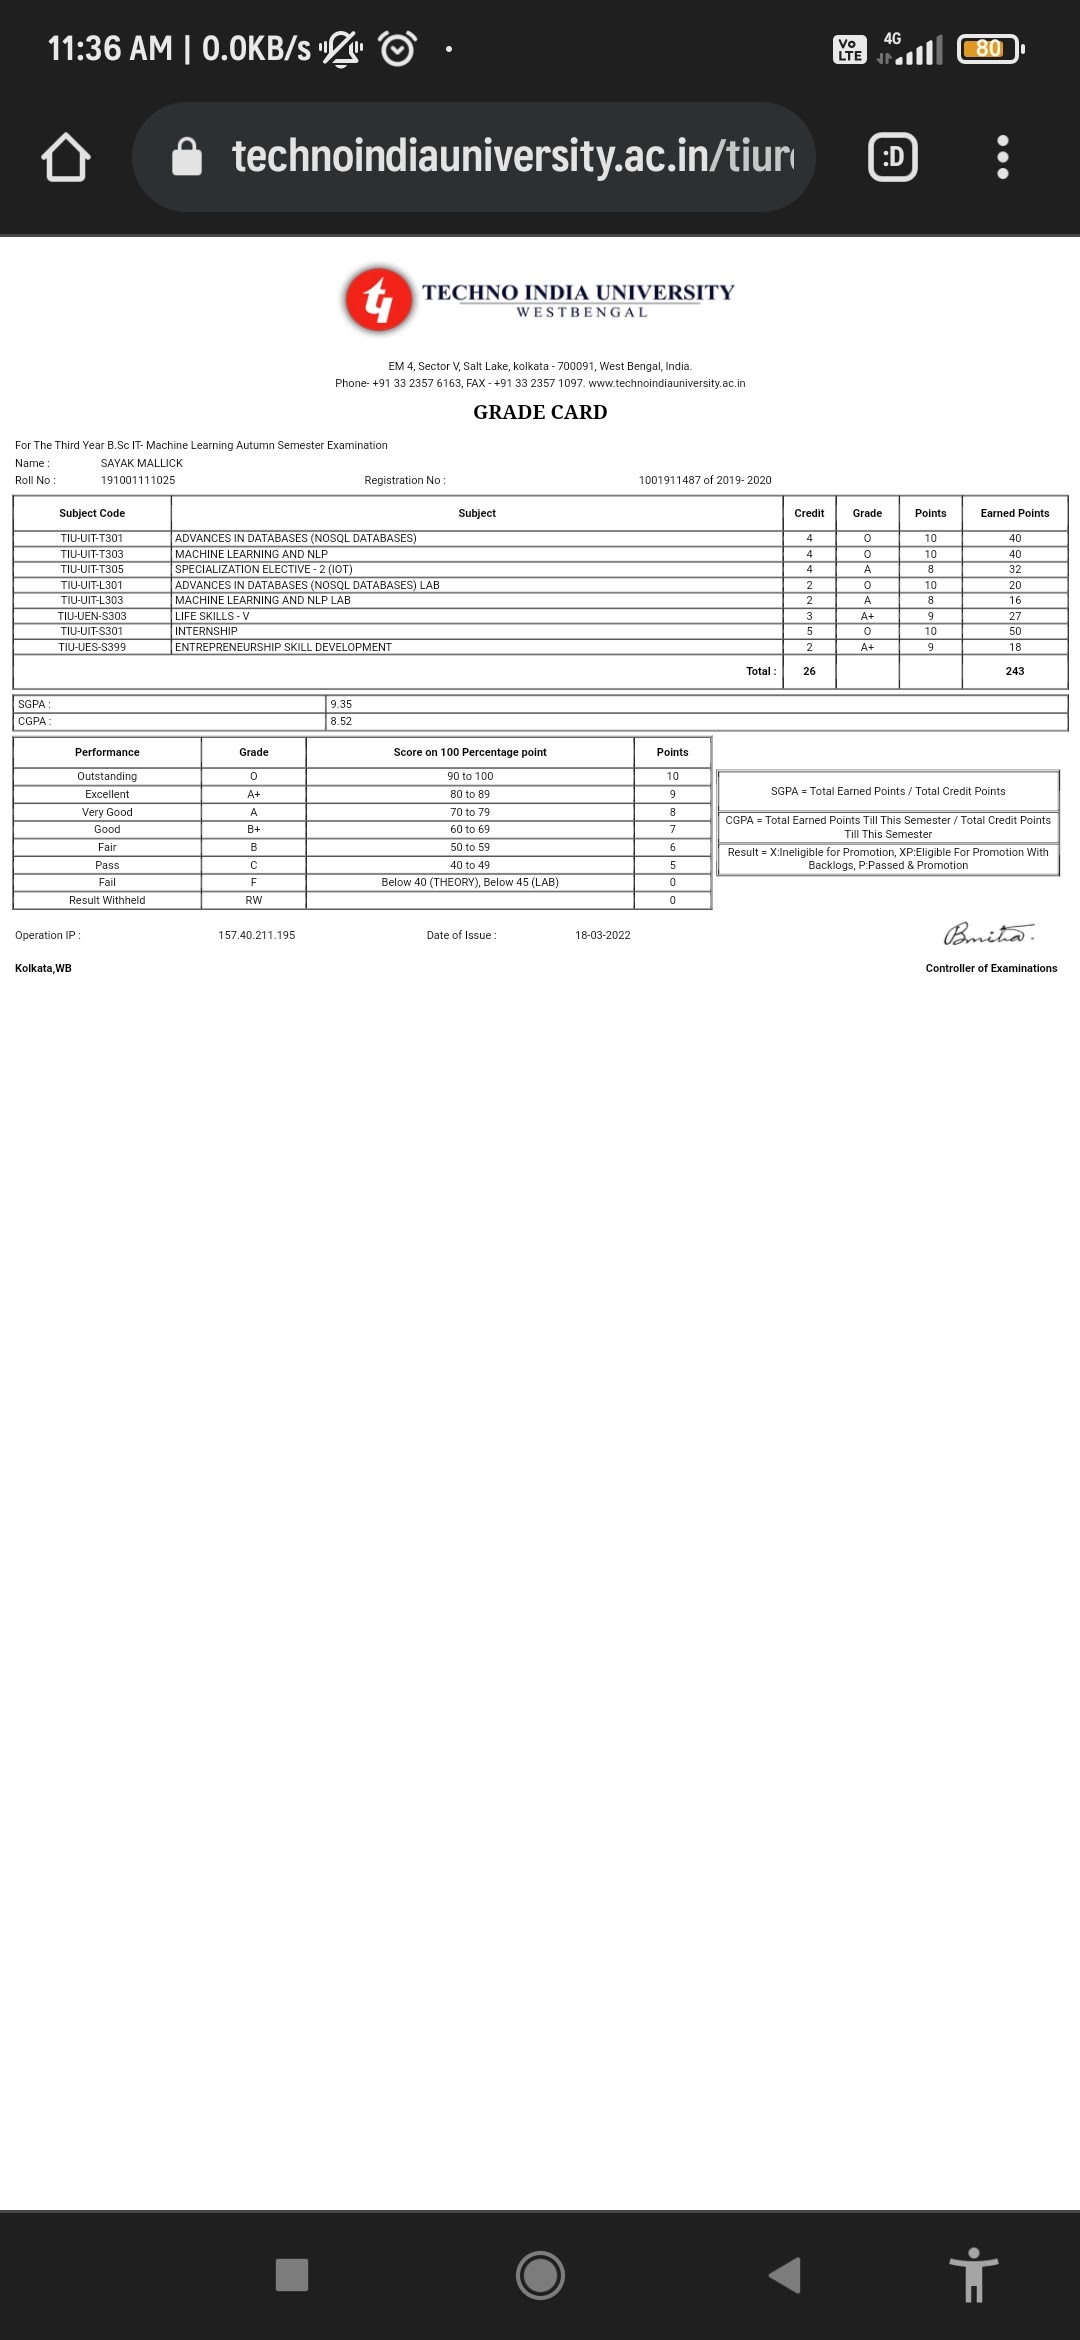 11:36 AM | 0.0KB/s
Vo LTE 4G 80
technoindiauniversity.ac.in/tiur
:D
TECHNO INDIA UNIVERSITY
WESTBENGAL
EM 4, Sector V, Salt Lake, kolkata - 700091, West Bengal, India.
Phone- +91 33 2357 6163, FAX - +91 33 2357 1097. www.technoindiauniversity.ac.in
GRADE CARD
For The Third Year B.Sc IT- Machine Learning Autumn Semester Examination
Name : SAYAK MALLICK
Roll No : 191001111025 Registration No : 1001911487 of 2019- 2020
Subject Code Subject Credit Grade Points Earned Points
TIU-UIT-T301 ADVANCES IN DATABASES (NOSQL DATABASES) 4 O 10 40
TIU-UIT-T303 MACHINE LEARNING AND NLP 4 O 10 40
TIU-UIT-T305 SPECIALIZATION ELECTIVE - 2 (IOT) 4 A 8 32
TIU-UIT-L301 ADVANCES IN DATABASES (NOSQL DATABASES) LAB 2 O 10 20
TIU-UIT-L303 MACHINE LEARNING AND NLP LAB 2 A 8 16
TIU-UEN-S303 LIFE SKILLS - V 3 A+ 9 27
TIU-UIT-S301 INTERNSHIP 5 O 10 50
TIU-UES-S399 ENTREPRENEURSHIP SKILL DEVELOPMENT 2 A+ 9 18
Total : 26 243
SGPA : 9.35
CGPA : 8.52
Performance Grade Score on 100 Percentage point Points
Outstanding O 90 to 100 10
Excellent A+ 80 to 89 9
Very Good A 70 to 79 8
Good B+ 60 to 69 7
Fair B 50 to 59 6
Pass C 40 to 49 5
Fail F Below 40 (THEORY), Below 45 (LAB) 0
Result Withheld RW 0
SGPA = Total Earned Points / Total Credit Points
CGPA = Total Earned Points Till This Semester / Total Credit Points
Till This Semester
Result = X:Ineligible for Promotion, XP:Eligible For Promotion With
Backlogs, P:Passed & Promotion
Operation IP : 157.40.211.195 Date of Issue : 18-03-2022
Kolkata,WB Controller of Examinations